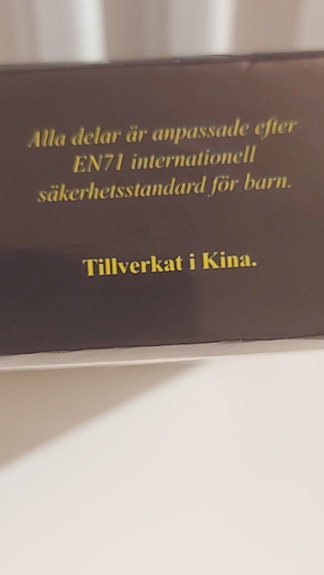 Alla delar är anpassade efter
EN71 internationell
säkerhetsstandard för barn.
Tillverkat i Kina.